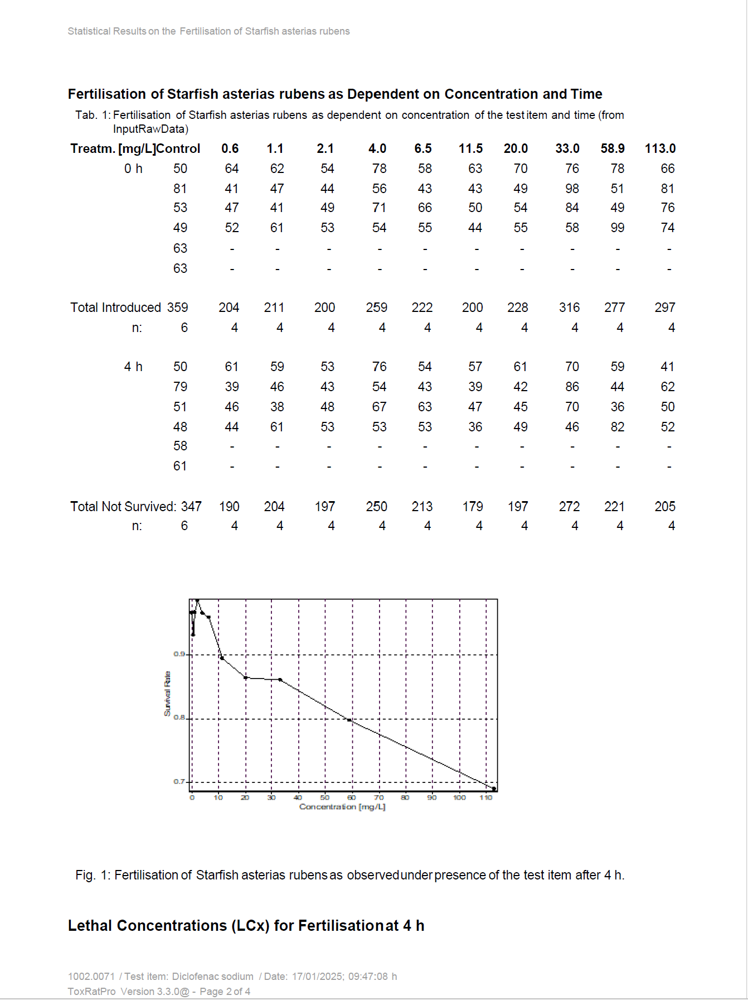 Statistical Results on the Fertilisation of Starfish asterias rubens
Fertilisation of Starfish asterias rubens as Dependent on Concentration and Time
Tab. 1: Fertilisation of Starfish asterias rubens as dependent on concentration of the test item and time (from
InputRawData)
Treatm. [mg/L] Control 0.6 1.1 2.1 4.0 6.5 11.5 20.0 33.0 58.9 113.0
0 h 50 64 62 54 78 58 63 70 76 78 66
81 41 47 44 56 43 43 49 98 51 81
53 47 41 49 71 66 50 54 84 49 76
49 52 61 53 54 55 44 55 58 99 74
63 - - - - - - - - - -
63 - - - - - - - - - -
Total Introduced 359 204 211 200 259 222 200 228 316 277 297
n: 6 4 4 4 4 4 4 4 4 4 4
4 h 50 61 59 53 76 54 57 61 70 59 41
79 39 46 43 54 43 39 42 86 44 62
51 46 38 48 67 63 47 45 70 36 50
48 44 61 53 53 53 36 49 46 82 52
58 - - - - - - - - - -
61 - - - - - - - - - -
Total Not Survived: 347 190 204 197 250 213 179 197 272 221 205
n: 6 4 4 4 4 4 4 4 4 4 4
0.9
Survival Rate
0.8
0.7
0 10 20 30 40 50 60 70 80 90 100 110
Concentration [mg/L]
Fig. 1: Fertilisation of Starfish asterias rubens as observed under presence of the test item after 4 h.
Lethal Concentrations (LCx) for Fertilisation at 4 h
1002.0071 / Test item: Diclofenac sodium / Date: 17/01/2025; 09:47:08 h
ToxRatPro Version 3.3.0@ - Page 2 of 4